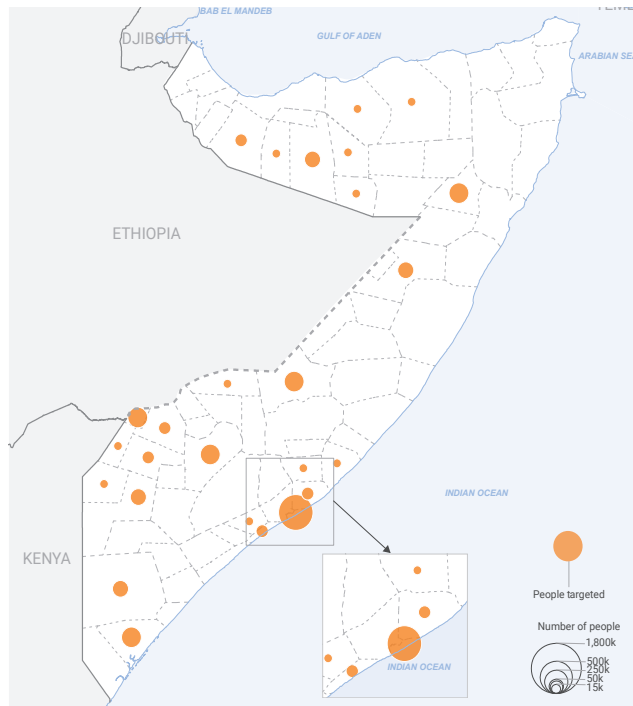 BAB EL MANDEB
DJIBOUTI
GULF OF ADEN
ARABIAN SEA
ETHIOPIA
INDIAN OCEAN
KENYA
People targeted
Number of people
1,800k
500k
250k
50k
15k
INDIAN OCEAN